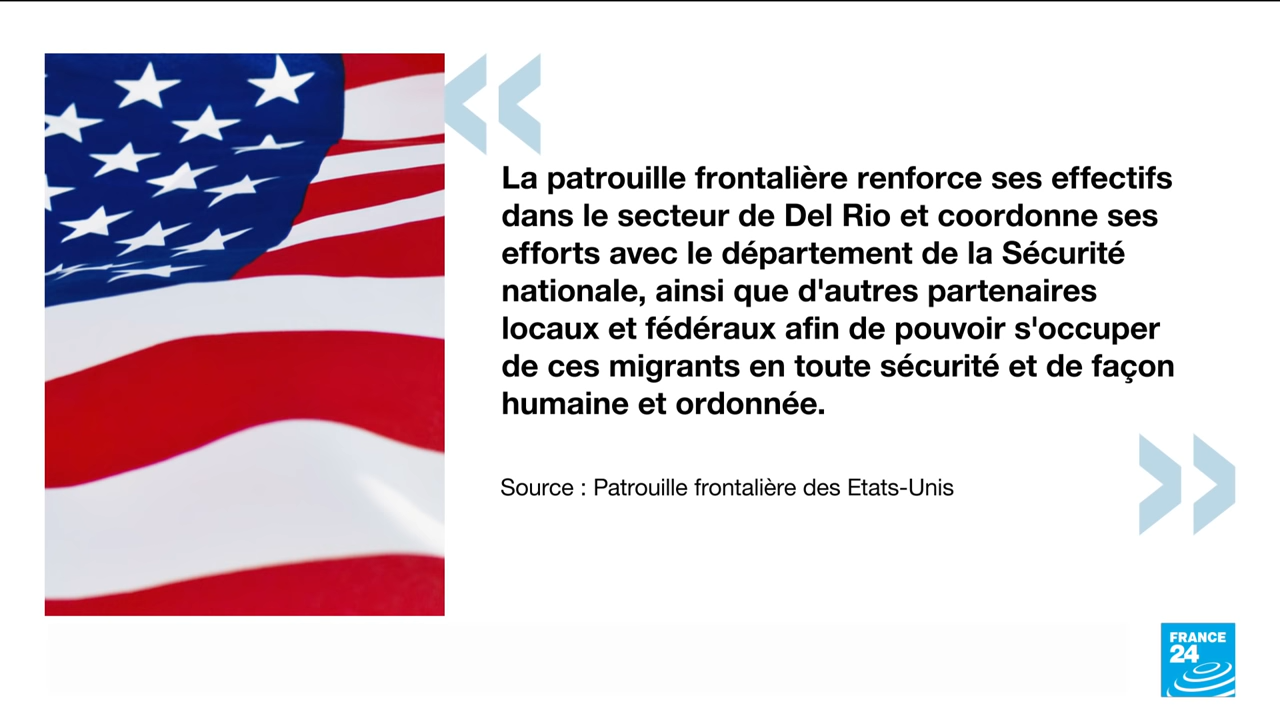 «
La patrouille frontalière renforce ses effectifs
dans le secteur de Del Rio et coordonne ses
efforts avec le département de la Sécurité
nationale, ainsi que d'autres partenaires
locaux et fédéraux afin de pouvoir s'occuper
de ces migrants en toute sécurité et de façon
humaine et ordonnée.
»
Source : Patrouille frontalière des Etats-Unis
FRANCE
24